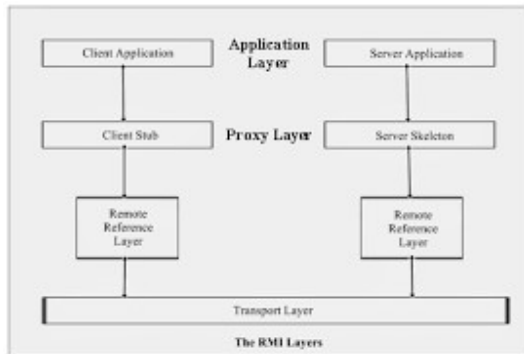 Client Application
Application
Layer
Server Application
Client Stub
Proxy Layer
Server Skeleton
Remote
Reference
Layer
Remote
Reference
Layer
Transport Layer
The RMI Layers